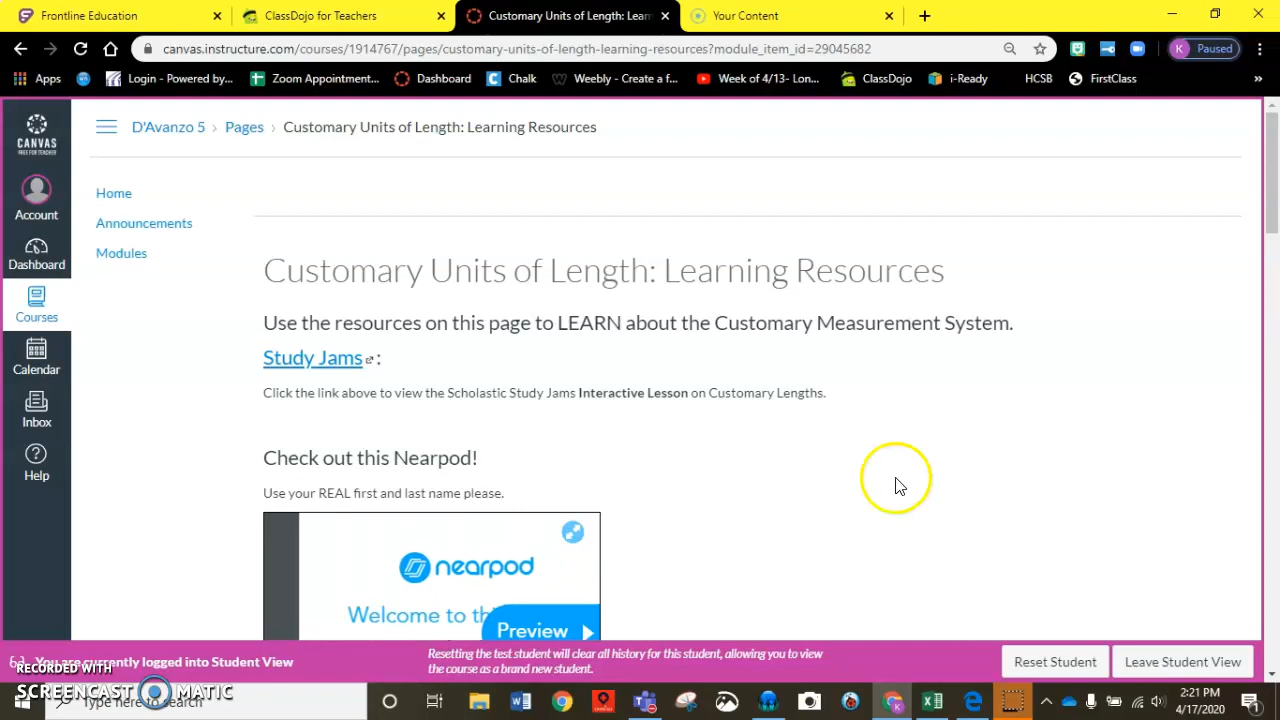 Frontline Education
ClassDojo for Teachers
Customary Units of Length: Lear
Your Content
canvas.instructure.com/courses/1914767/pages/customary-units-of-length-learning-resources?module_item_id=29045682
K Paused
Apps
Login - Powered by...
Zoom Appointment...
Dashboard
Chalk
Weebly - Create a f...
Week of 4/13- Lon...
ClassDojo
i-Ready
HCSB
FirstClass
»
CANVAS
FREE FOR TEACHER
Account
Dashboard
Courses
Calendar
Inbox
Help
D'Avanzo 5 › Pages › Customary Units of Length: Learning Resources
Home
Announcements
Modules
Customary Units of Length: Learning Resources
Use the resources on this page to LEARN about the Customary Measurement System.
Study Jams :
Click the link above to view the Scholastic Study Jams Interactive Lesson on Customary Lengths.
Check out this Nearpod!
Use your REAL first and last name please.
nearpod
Welcome to th
Preview
You are currently logged into Student View
Resetting the test student will clear all history for this student, allowing you to view
the course as a brand new student.
Reset Student
Leave Student View
RECORDED WITH
SCREENCAST MATIC
Type here to search
2:21 PM
4/17/2020